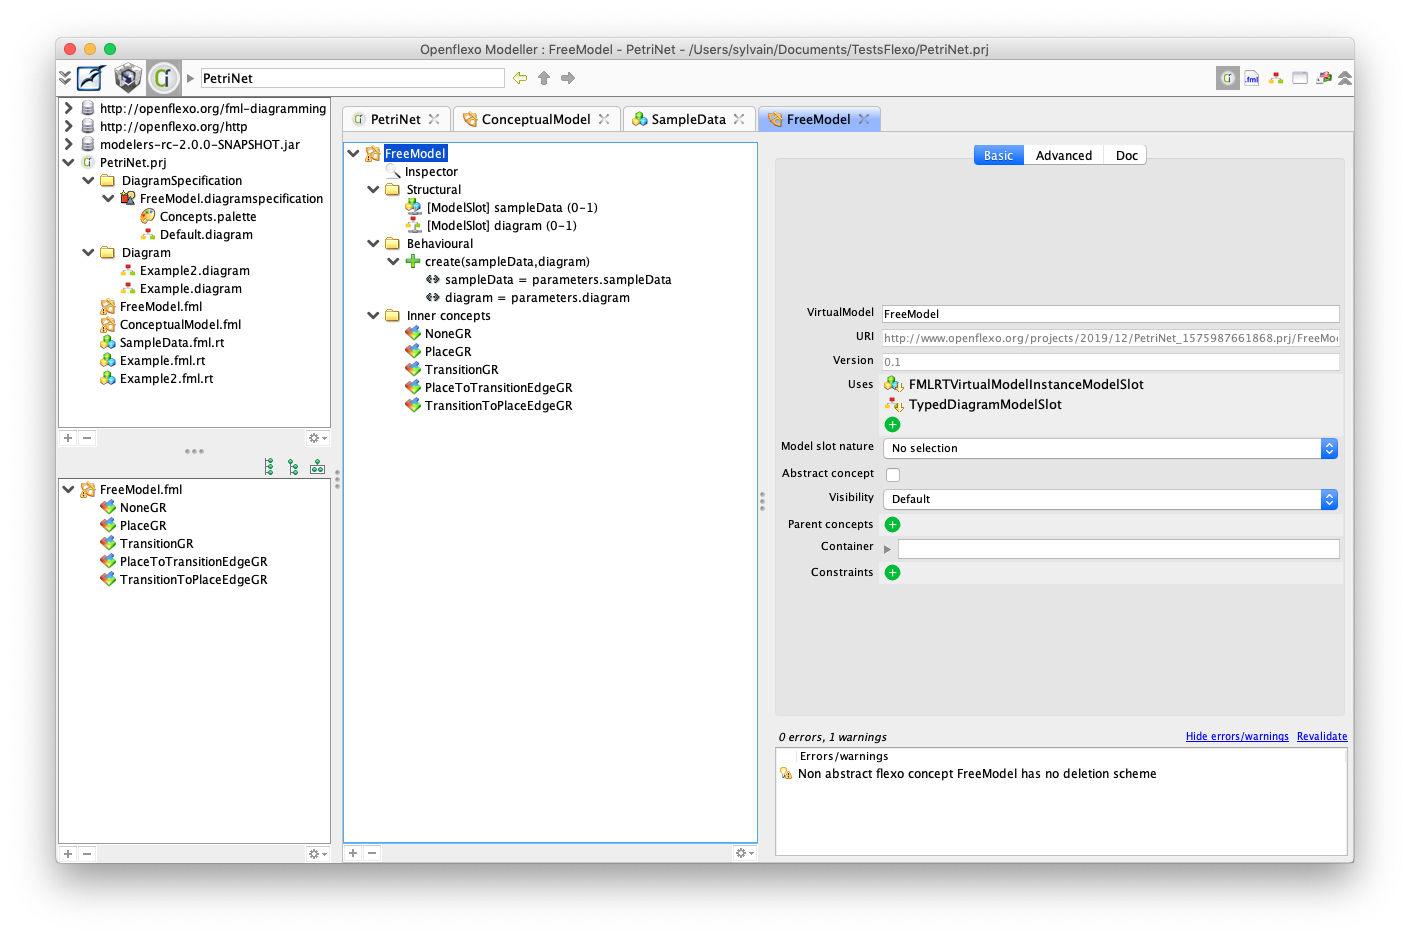 Openflexo Modeller : FreeModel - PetriNet - /Users/sylvain/Documents/TestsFlexo/PetriNet.prj
PetriNet
http://openflexo.org/fml-diagramming
http://openflexo.org/http
modelers-rc-2.0.0-SNAPSHOT.jar
PetriNet.prj
DiagramSpecification
FreeModel.diagramspecification
Concepts.palette
Default.diagram
Diagram
Example2.diagram
Example.diagram
FreeModel.fml
ConceptualModel.fml
SampleData.fml.rt
Example.fml.rt
Example2.fml.rt
FreeModel.fml
NoneGR
PlaceGR
TransitionGR
PlaceToTransitionEdgeGR
TransitionToPlaceEdgeGR
PetriNet ConceptualModel SampleData FreeModel
FreeModel
Inspector
Structural
[ModelSlot] sampleData (0-1)
[ModelSlot] diagram (0-1)
Behavioural
create(sampleData,diagram)
sampleData = parameters.sampleData
diagram = parameters.diagram
Inner concepts
NoneGR
PlaceGR
TransitionGR
PlaceToTransitionEdgeGR
TransitionToPlaceEdgeGR
Basic Advanced Doc
VirtualModel FreeModel
URI http://www.openflexo.org/projects/2019/12/PetriNet_1575987661868.prj/FreeMo
Version 0.1
Uses FMLRTVirtualModelInstanceModelSlot
TypedDiagramModelSlot
Model slot nature No selection
Abstract concept
Visibility Default
Parent concepts
Container
Constraints
0 errors, 1 warnings Hide errors/warnings Revalidate
Errors/warnings
Non abstract flexo concept FreeModel has no deletion scheme